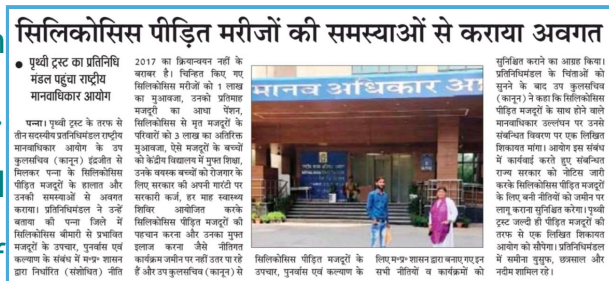 सिलिकोसिस पीड़ित मरीजों की समस्याओं से कराया अवगत
● पृथ्वी ट्रस्ट का प्रतिनिधि
मंडल पहुंचा राष्ट्रीय
मानवाधिकार आयोग
पन्ना। पृथ्वी ट्रस्ट के तरफ से
तीन सदस्यीय प्रतिनिधिमंडल राष्ट्रीय
मानवाधिकार आयोग के उप
कुलसचिव (कानून) इंद्रजीत से
मिलकर पन्ना के सिलिकोसिस
पीड़ित मजदूरों के हालात और
उनकी समस्याओं से अवगत
कराया। प्रतिनिधिमंडल ने उन्हें
बताया की पन्ना जिले में
सिलिकोसिस बीमारी से प्रभावित
मजदूरों के उपचार, पुनर्वास एवं
कल्याण के संबंध में म°प्र° शासन
द्वारा निर्धारित (संशोधित) नीति
2017 का क्रियान्वयन नहीं के
बराबर है। चिन्हित किए गए
सिलिकोसिस मरीजों को 1 लाख
का मुआवजा, उनको प्रतिमाह
मजदूरी का आधा पेंशन,
सिलिकोसिस से मृत मजदूरों के
परिवारों को 3 लाख का अतिरिक्त
मुआवजा, ऐसे मजदूरों के बच्चों
को केंद्रीय विद्यालय में मुफ्त शिक्षा,
उनके वयस्क बच्चों को रोजगार के
लिए सरकार की अपनी गारंटी पर
सरकारी कर्ज, हर माह स्वास्थ्य
शिविर आयोजित करके
सिलिकोसिस पीड़ित मजदूरों की
पहचान करना और उनका मुफ्त
इलाज करना जैसे नीतिगत
कार्यक्रम जमीन पर नहीं उतर पा रहे
हैं और उप कुलसचिव (कानून) से
मानव अधिकार आ
सिलिकोसिस पीड़ित मजदूरों के
उपचार, पुनर्वास एवं कल्याण के
लिए म°प्र° शासन द्वारा बनाए गए इन
सभी नीतियों व कार्यक्रमों को
सुनिश्चित कराने का आग्रह किया।
प्रतिनिधिमंडल के चिंताओं को
सुनने के बाद उप कुलसचिव
(कानून) ने कहा कि सिलिकोसिस
पीड़ित मजदूरों के साथ होने वाले
मानवाधिकार उल्लंघन पर उनसे
संबन्धित विवरण पर एक लिखित
शिकायत मांगा। आयोग इस संबंध
में कार्यवाई करते हुए संबन्धित
राज्य सरकार को नोटिस जारी
करके सिलिकोसिस पीड़ित मजदूरों
के लिए बनी नीतियों को जमीन पर
लागू कराना सुनिश्चित करेगा। पृथ्वी
ट्रस्ट जल्दी ही पीड़ित मजदूरों की
तरफ से एक लिखित शिकायत
आयोग को सौपेगा। प्रतिनिधिमंडल
में समीना युसुफ, छत्रसाल और
नदीम शामिल रहे।